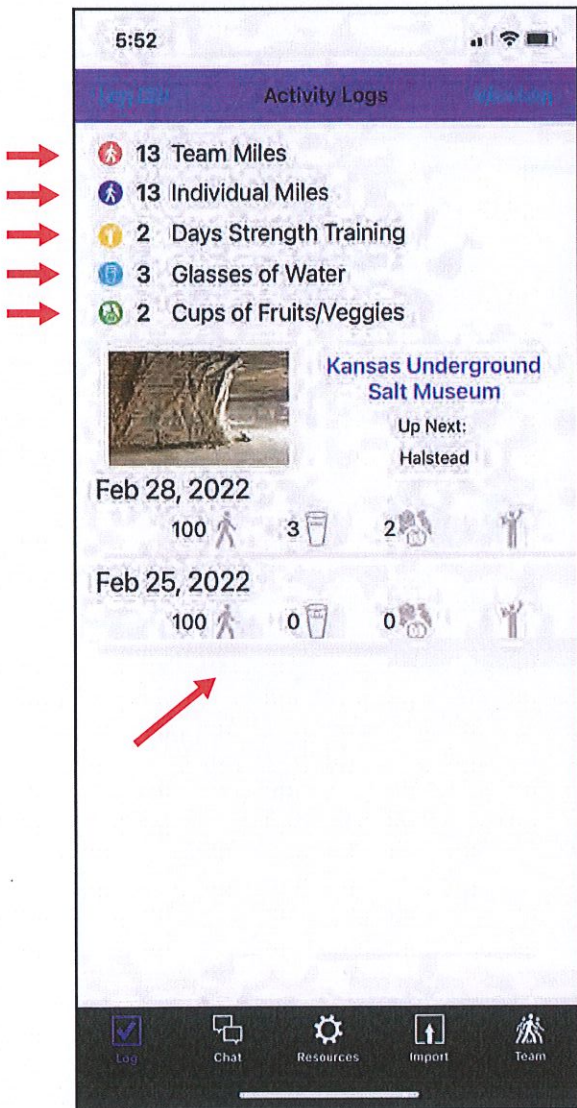 5:52
Activity Logs
13 Team Miles
13 Individual Miles
2 Days Strength Training
3 Glasses of Water
2 Cups of Fruits/Veggies
Kansas Underground
Salt Museum
Up Next:
Halstead
Feb 28, 2022
100 3 2
Feb 25, 2022
100 0 0
Log Chat Resources Import Team